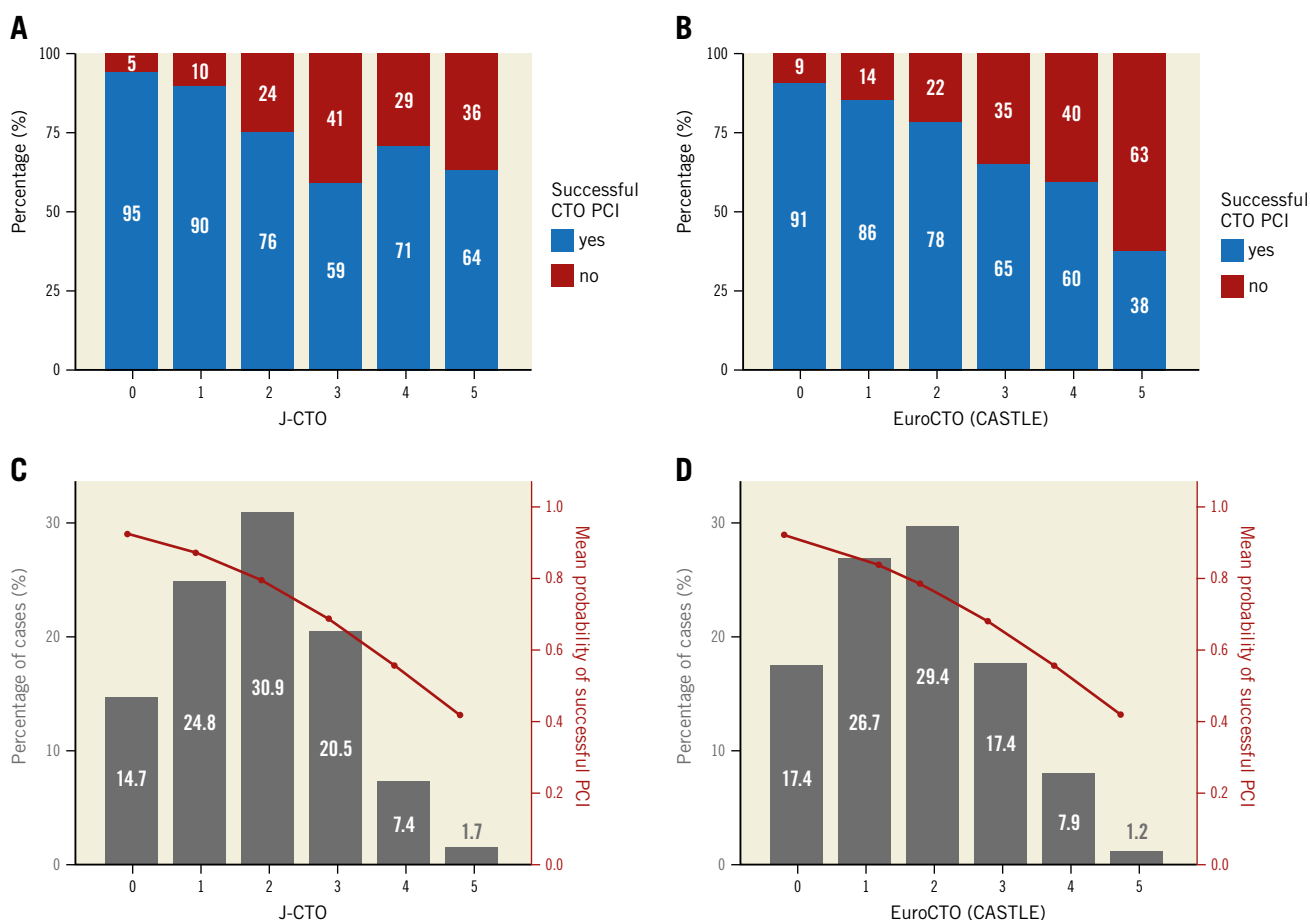 A
Percentage (%)
100
75
50
25
0
5
10
24
41
29
36
95
90
76
59
71
64
0 1 2 3 4 5
J-CTO
Successful
CTO PCI
yes
no
B
Percentage (%)
100
75
50
25
0
9
14
22
35
40
63
91
86
78
65
60
38
0 1 2 3 4 5
EuroCTO (CASTLE)
Successful
CTO PCI
yes
no
C
Percentage of cases (%)
30
20
10
0
14.7
24.8
30.9
20.5
7.4
1.7
0 1 2 3 4 5
J-CTO
1.0
0.8
0.6
0.4
0.2
0.0
Mean probability of successful PCI
D
Percentage of cases (%)
30
20
10
0
17.4
26.7
29.4
17.4
7.9
1.2
0 1 2 3 4 5
EuroCTO (CASTLE)
1.0
0.8
0.6
0.4
0.2
0.0
Mean probability of successful PCI